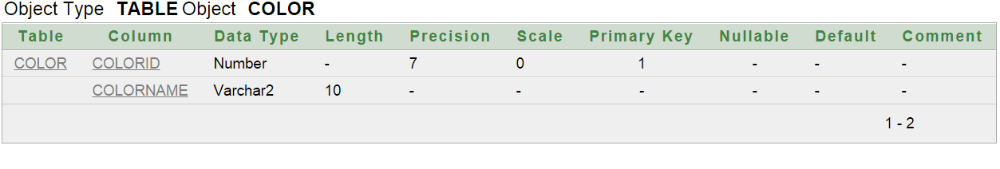 Object Type TABLE Object COLOR
Table Column Data Type Length Precision Scale Primary Key Nullable Default Comment
COLOR COLORID Number - 7 0 1 - - -
COLORNAME Varchar2 10 - - - - - -
1 - 2